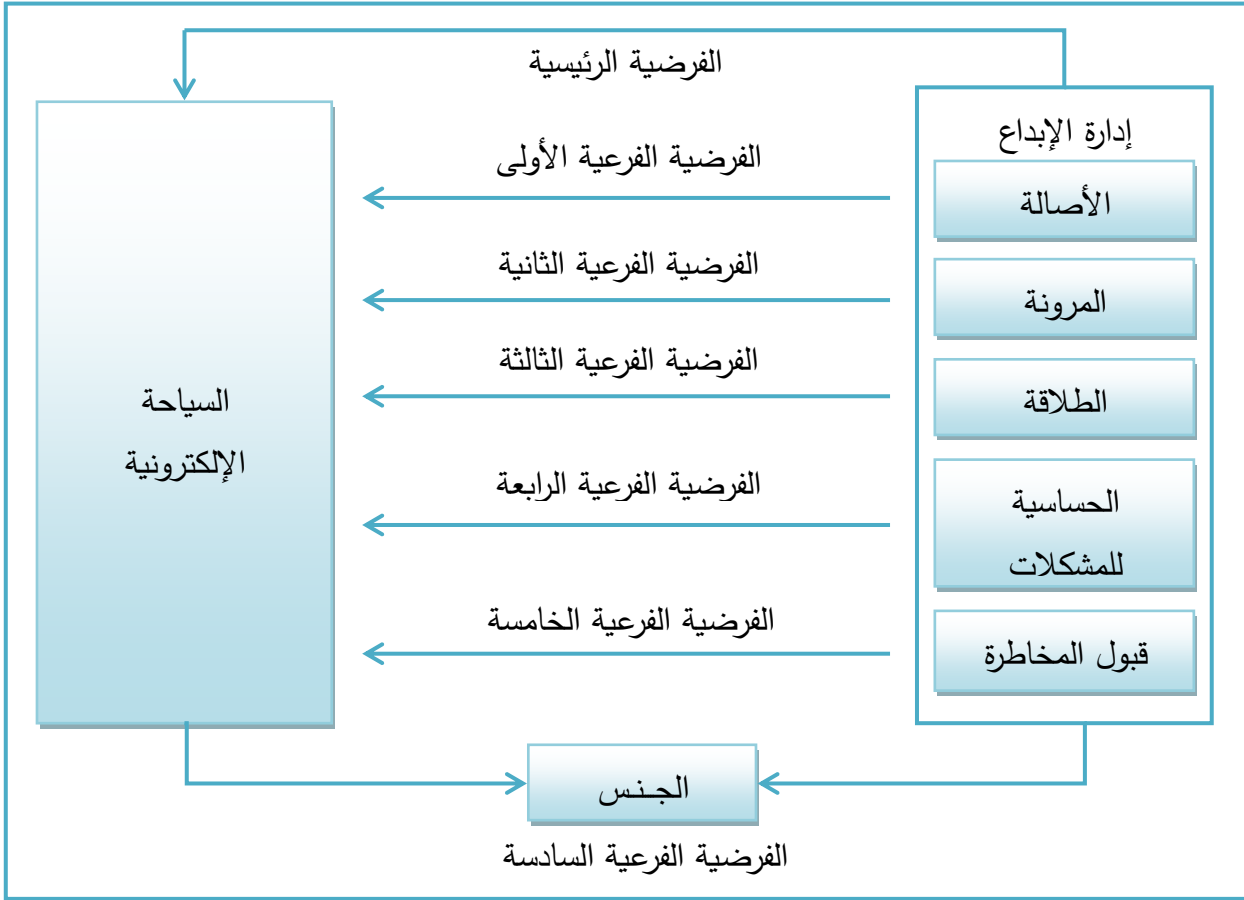 الفرضية الرئيسية
إدارة الإبداع
الفرضية الفرعية الأولى
الأصالة
الفرضية الفرعية الثانية
المرونة
الفرضية الفرعية الثالثة
الطلاقة
السياحة
الإلكترونية
الفرضية الفرعية الرابعة
الحساسية
للمشكلات
الفرضية الفرعية الخامسة
قبول المخاطرة
الجـنـس
الفرضية الفرعية السادسة